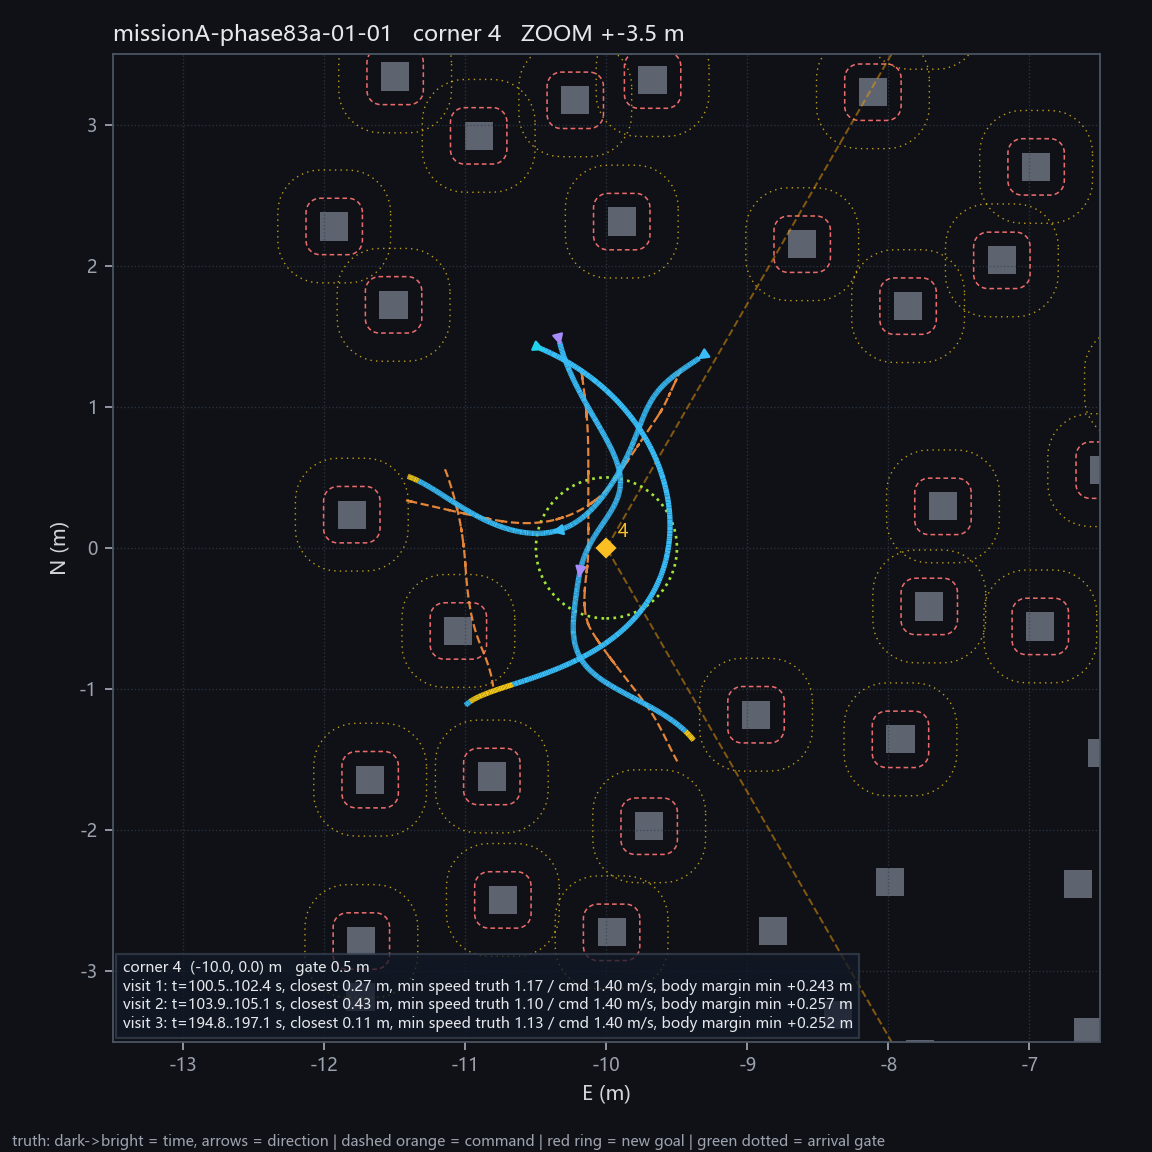 missionA-phase83a-01-01 corner 4 ZOOM +-3.5 m
3
2
1
0
-1
-2
-3
N (m)
4
corner 4 (-10.0, 0.0) m gate 0.5 m
visit 1: t=100.5..102.4 s, closest 0.27 m, min speed truth 1.17 / cmd 1.40 m/s, body margin min +0.243 m
visit 2: t=103.9..105.1 s, closest 0.43 m, min speed truth 1.10 / cmd 1.40 m/s, body margin min +0.257 m
visit 3: t=194.8..197.1 s, closest 0.11 m, min speed truth 1.13 / cmd 1.40 m/s, body margin min +0.252 m
-13 -12 -11 -10 -9 -8 -7
E (m)
truth: dark->bright = time, arrows = direction | dashed orange = command | red ring = new goal | green dotted = arrival gate